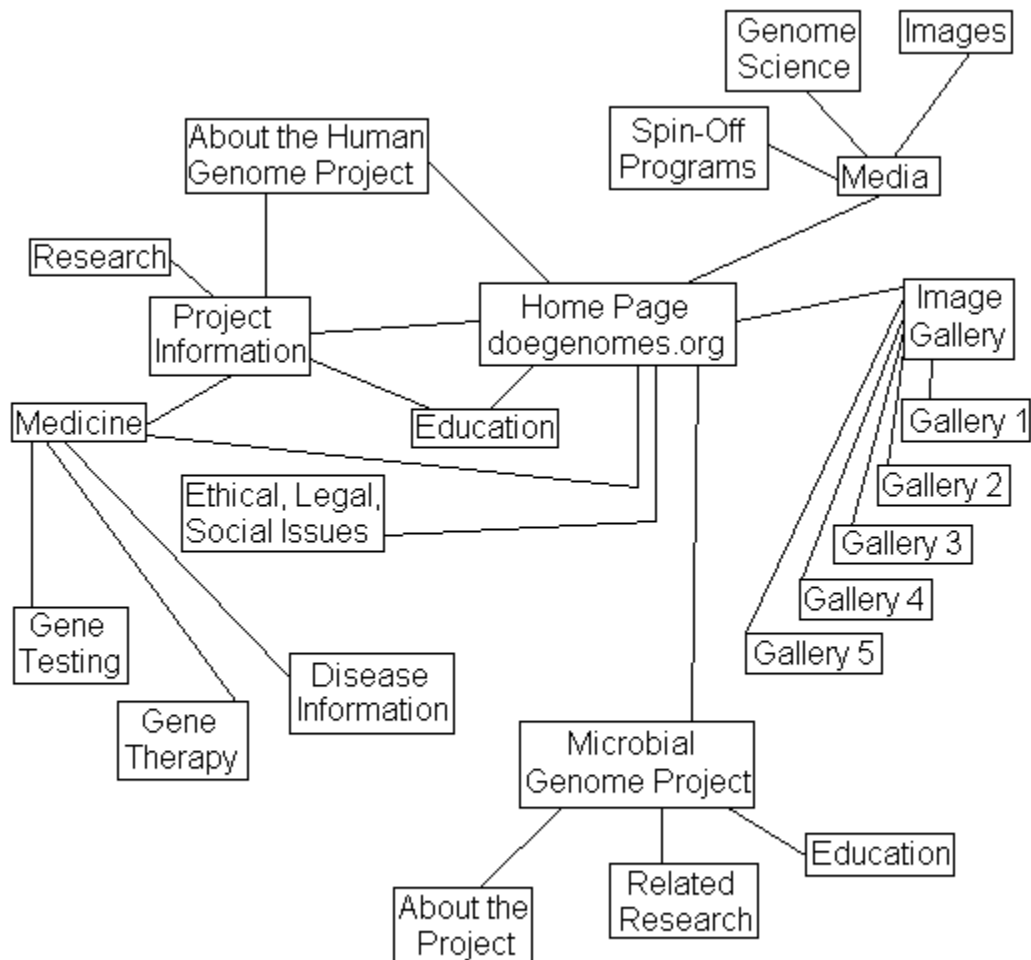 Genome
Science
Images
About the Human
Genome Project
Spin-Off
Programs
Media
Research
Project
Information
Home Page
doegenomes.org
Image
Gallery
Medicine
Education
Gallery 1
Ethical, Legal,
Social Issues
Gallery 2
Gallery 3
Gallery 4
Gene
Testing
Gallery 5
Disease
Information
Gene
Therapy
Microbial
Genome Project
Education
Related
Research
About the
Project